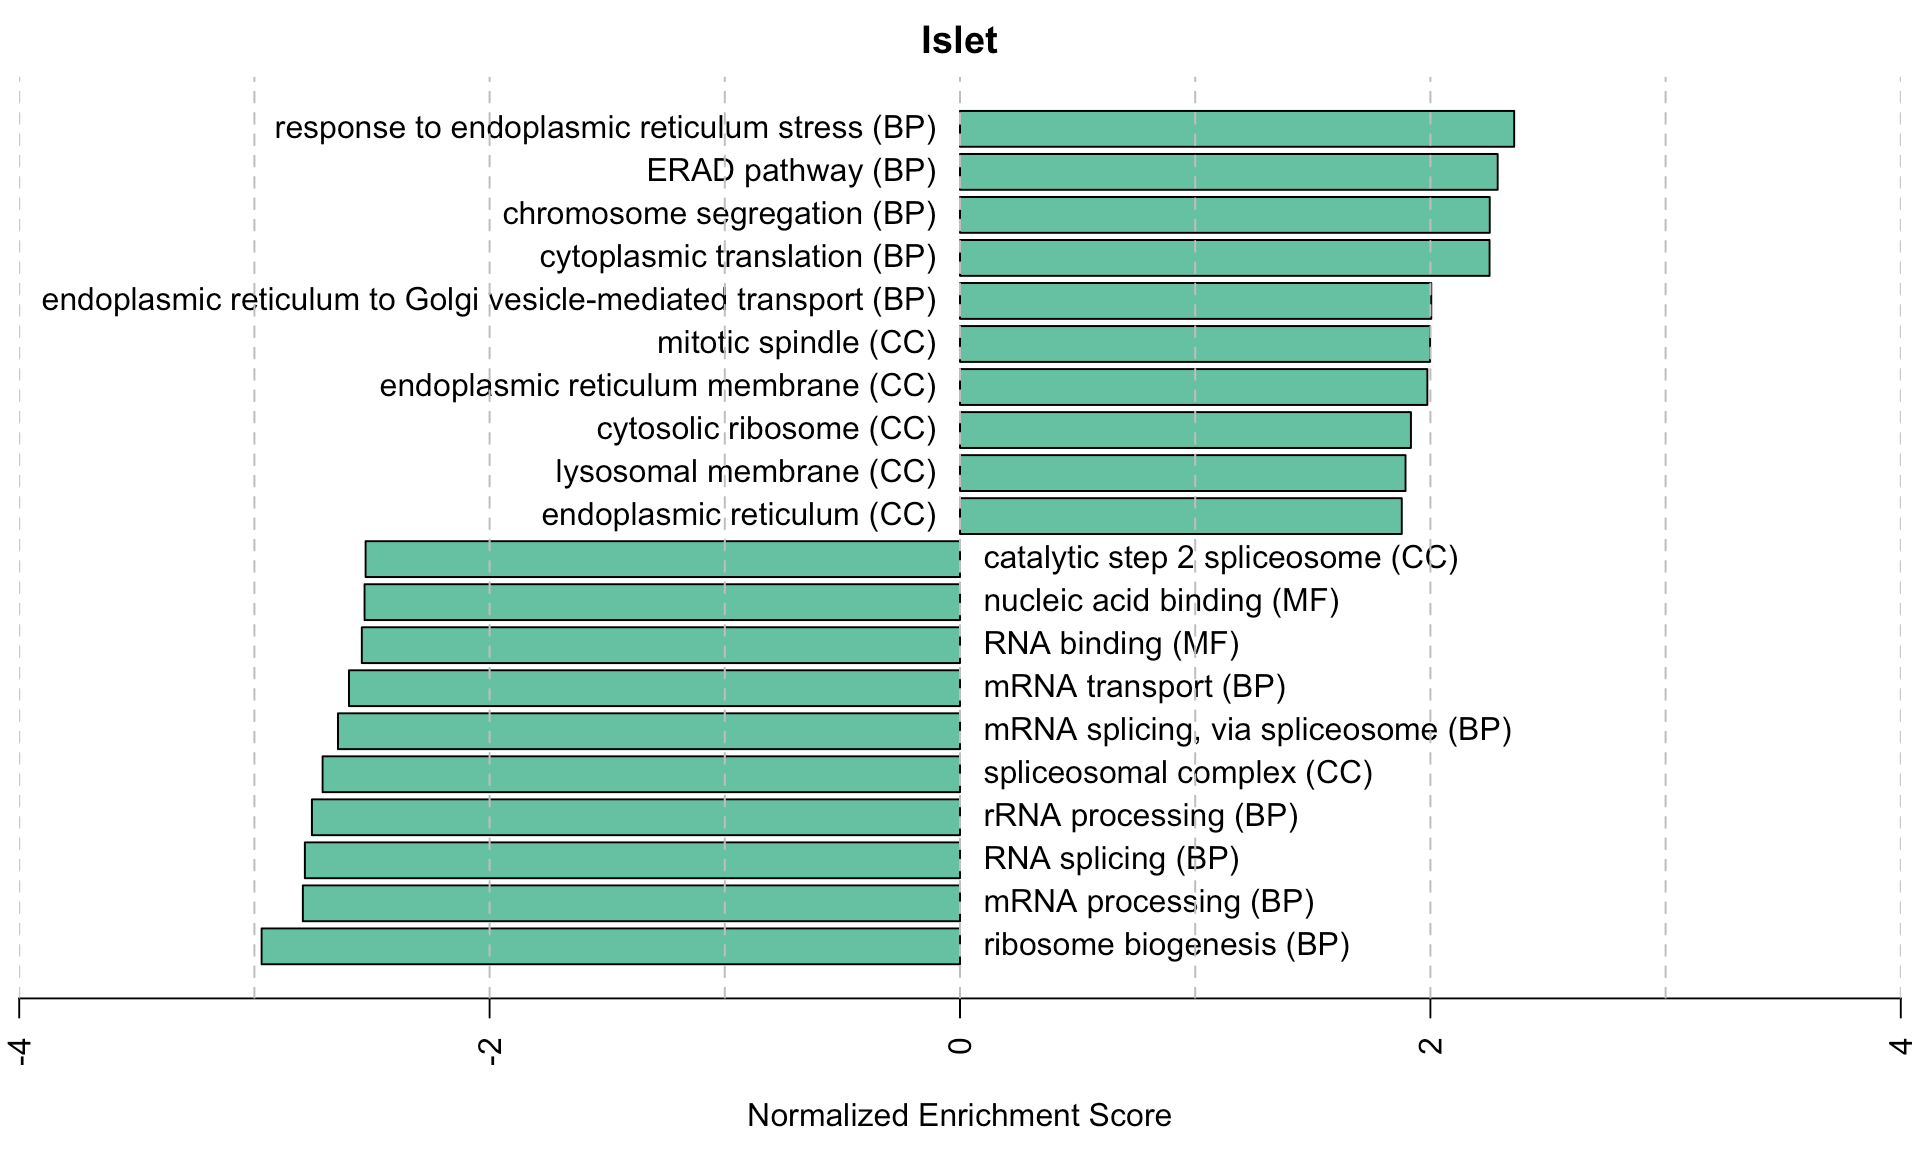 Islet
response to endoplasmic reticulum stress (BP)
ERAD pathway (BP)
chromosome segregation (BP)
cytoplasmic translation (BP)
endoplasmic reticulum to Golgi vesicle-mediated transport (BP)
mitotic spindle (CC)
endoplasmic reticulum membrane (CC)
cytosolic ribosome (CC)
lysosomal membrane (CC)
endoplasmic reticulum (CC)
catalytic step 2 spliceosome (CC)
nucleic acid binding (MF)
RNA binding (MF)
mRNA transport (BP)
mRNA splicing, via spliceosome (BP)
spliceosomal complex (CC)
rRNA processing (BP)
RNA splicing (BP)
mRNA processing (BP)
ribosome biogenesis (BP)
-4 -2 0 2 4
Normalized Enrichment Score